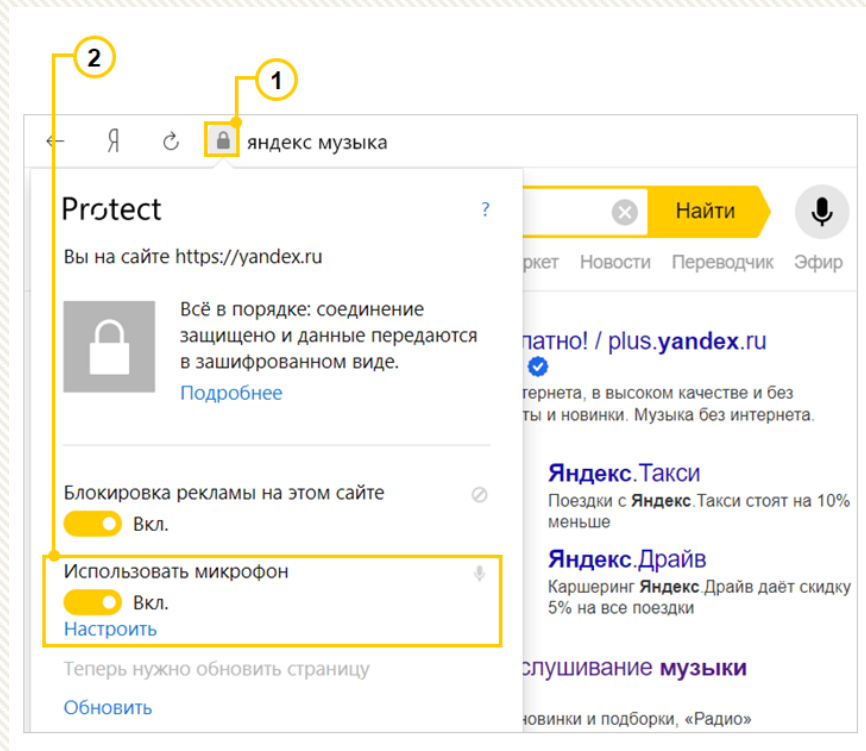 2
1
Я
яндекс музыка
Protect
?
Вы на сайте https://yandex.ru
Всё в порядке: соединение
защищено и данные передаются
в зашифрованном виде.
Подробнее
Блокировка рекламы на этом сайте
Вкл.
Использовать микрофон
Вкл.
Настроить
Теперь нужно обновить страницу
Обновить
Найти
ркет Новости Переводчик Эфир
латно! / plus.yandex.ru
тернета, в высоком качестве и без
ты и новинки. Музыка без интернета.
Яндекс.Такси
Поездки с Яндекс.Такси стоят на 10%
меньше
Яндекс.Драйв
Каршеринг Яндекс.Драйв даёт скидку
5% на все поездки
слушивание музыки
новинки и подборки, «Радио»